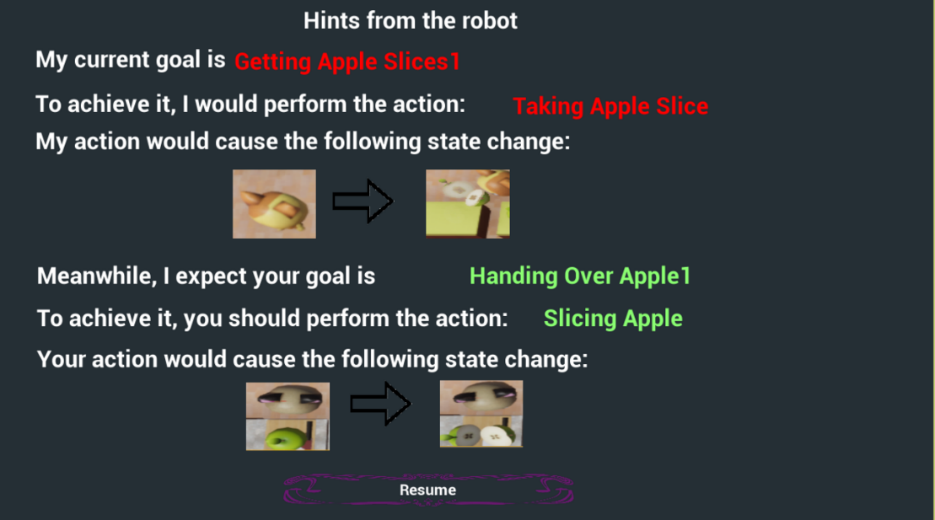 Hints from the robot
My current goal is Getting Apple Slices1
To achieve it, I would perform the action: Taking Apple Slice
My action would cause the following state change:
Meanwhile, I expect your goal is Handing Over Apple1
To achieve it, you should perform the action: Slicing Apple
Your action would cause the following state change:
Resume